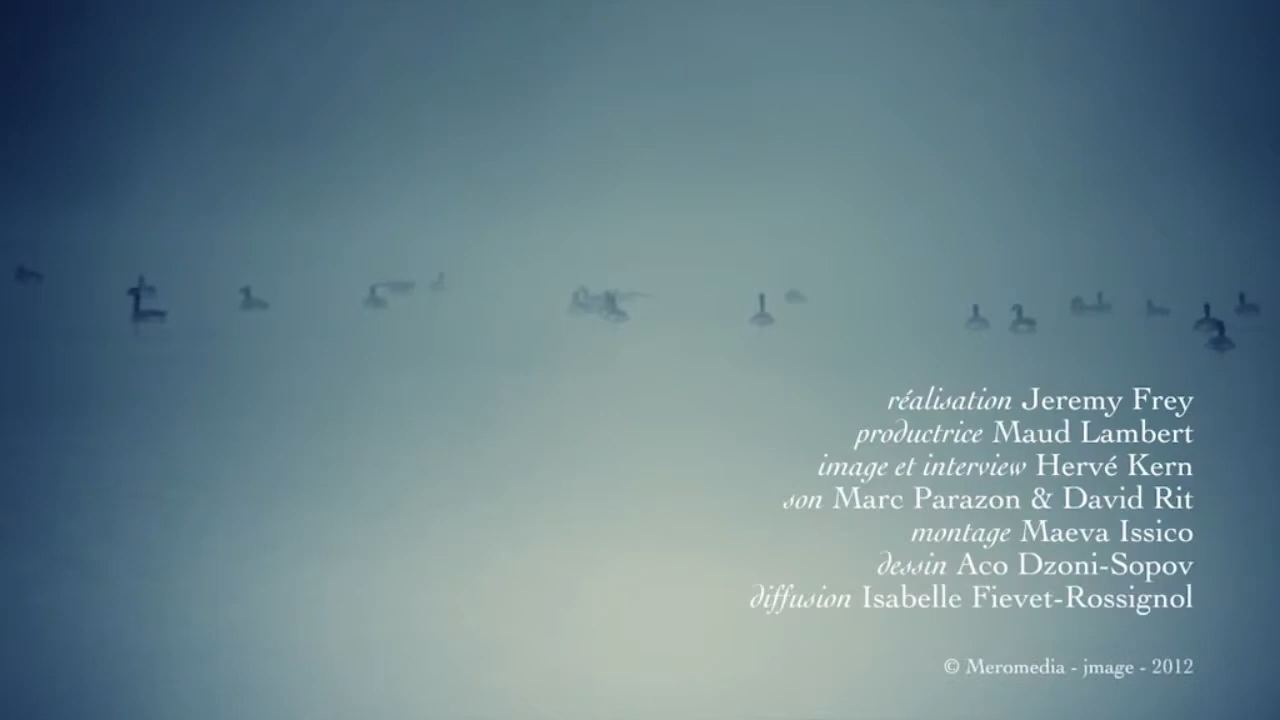 réalisation Jeremy Frey
productrice Maud Lambert
image et interview Hervé Kern
son Marc Parazon & David Rit
montage Maeva Issico
dessin Aco Dzoni-Sopov
diffusion Isabelle Fievet-Rossignol
© Meromedia - jmage - 2012